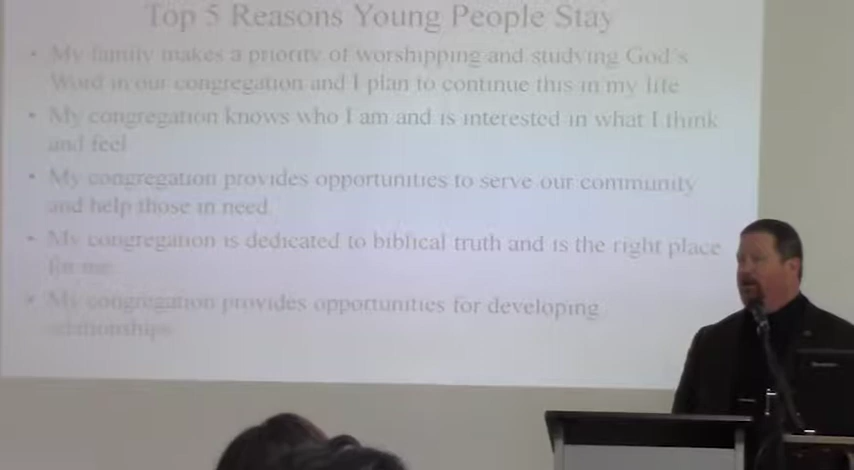 Top 5 Reasons Young People Stay
• My family makes a priority of worshipping and studying God's
Word in our congregation and I plan to continue this in my life
• My congregation knows who I am and is interested in what I think
and feel
• My congregation provides opportunities to serve our community
and help those in need.
• My congregation is dedicated to biblical truth and is the right place
for me
• My congregation provides opportunities for developing
relationships